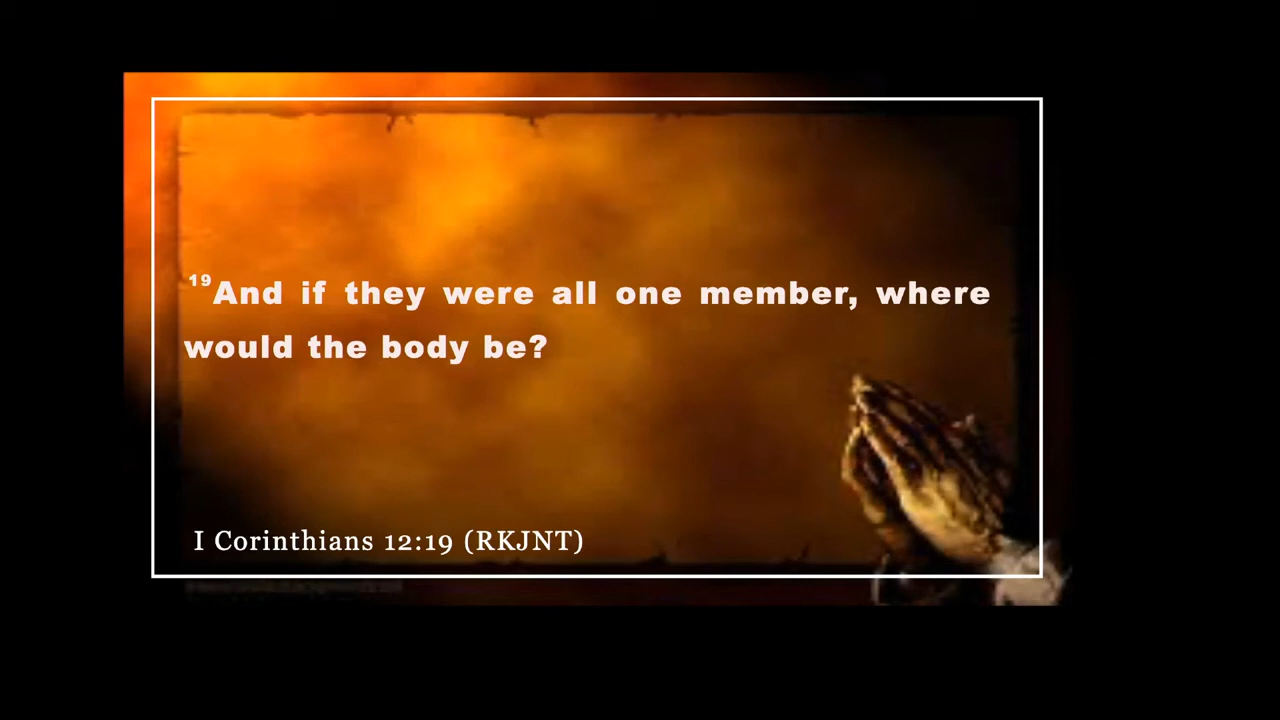 ¹⁹And if they were all one member, where
would the body be?
I Corinthians 12:19 (RKJNT)